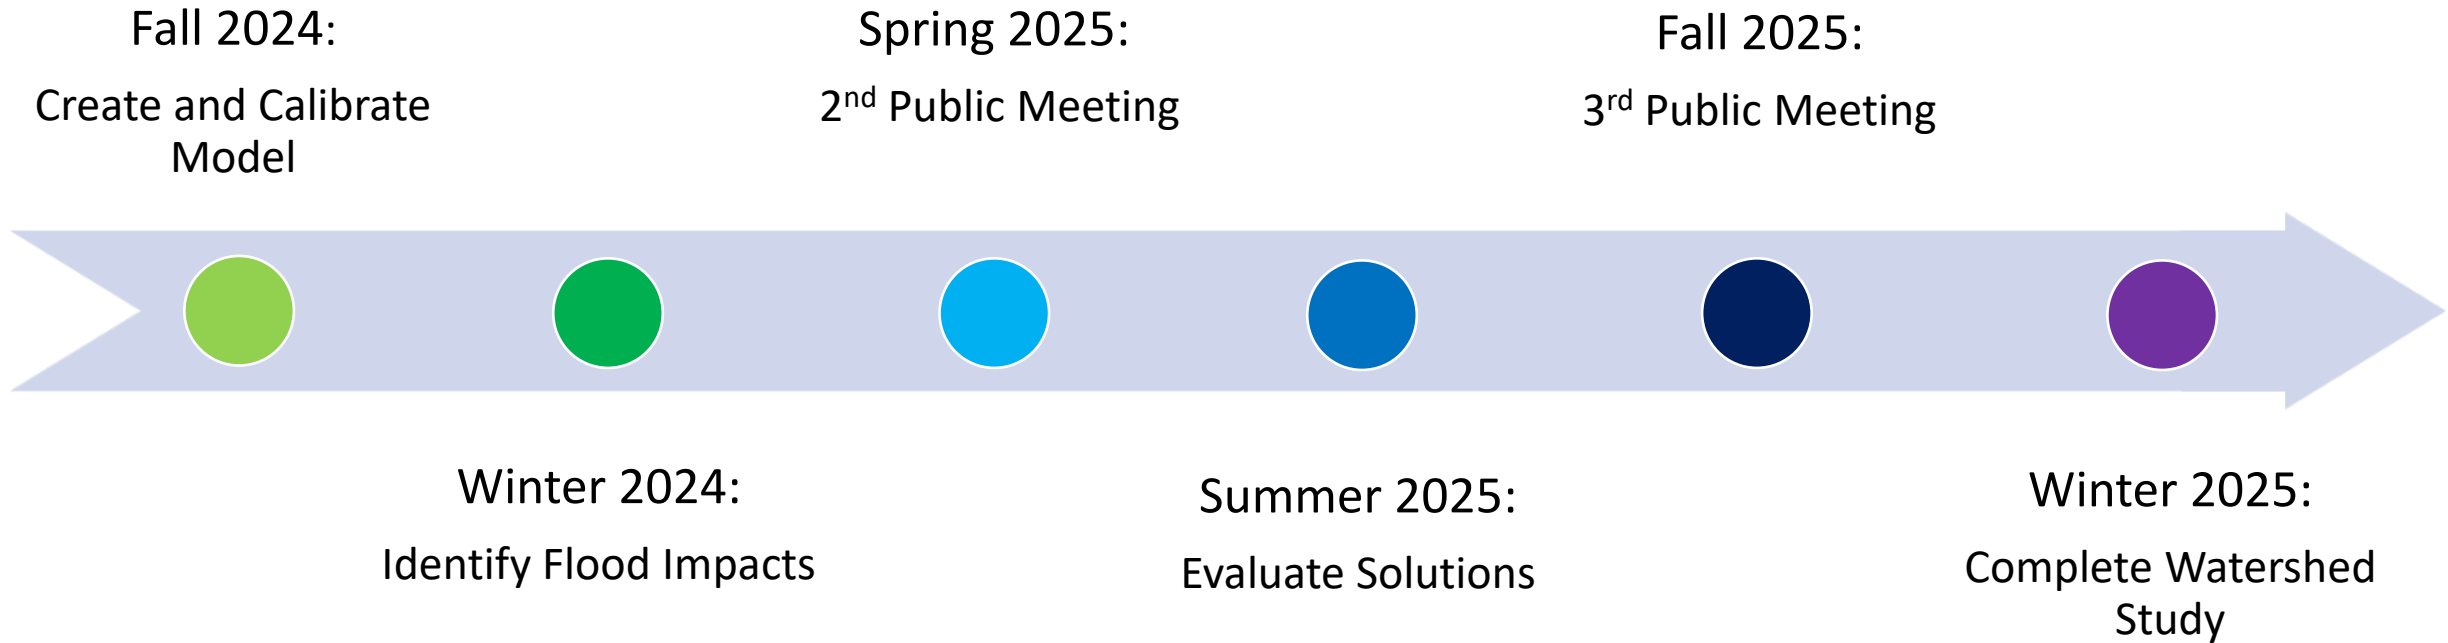 Fall 2024:
Create and Calibrate
Model
Winter 2024:
Identify Flood Impacts
Spring 2025:
2nd Public Meeting
Summer 2025:
Evaluate Solutions
Fall 2025:
3rd Public Meeting
Winter 2025:
Complete Watershed
Study